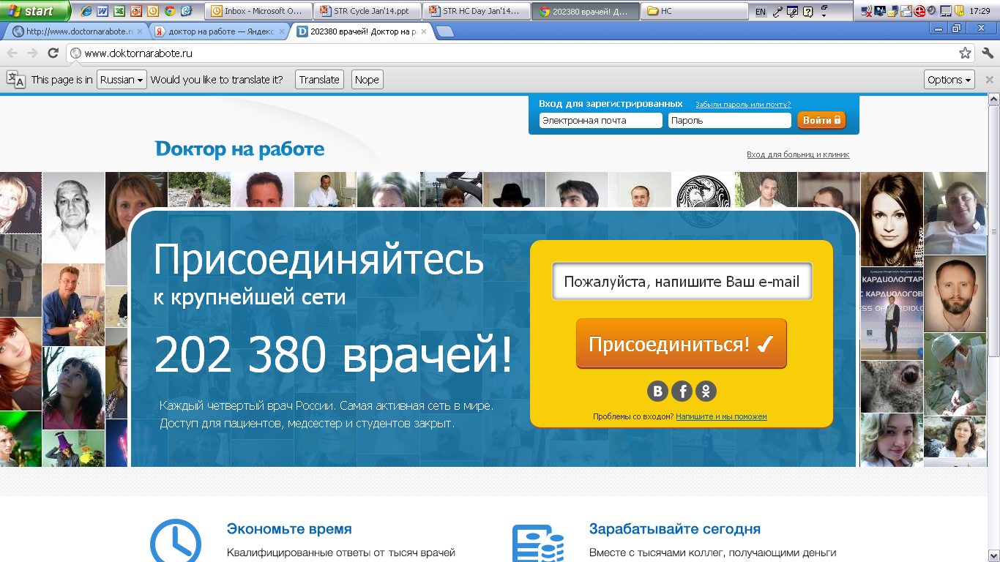 start
Inbox - Microsoft O...
STR Cycle Jan'14.ppt
STR HC Day Jan'14...
202380 врачей! Д...
HC
EN
17:29
http://www.doctornarabote.ru
доктор на работе — Яндекс
202380 врачей! Доктор на р
www.doktornarabote.ru
This page is in Russian Would you like to translate it? Translate Nope Options
Вход для зарегистрированных Забыли пароль или почту?
Электронная почта Пароль Войти
Доктор на работе
Вход для больниц и клиник
Присоединяйтесь
к крупнейшей сети
202 380 врачей!
Каждый четвертый врач России. Самая активная сеть в мире.
Доступ для пациентов, медсестер и студентов закрыт.
Пожалуйста, напишите Ваш e-mail
Присоединиться!
Проблемы со входом? Напишите и мы поможем
КАРДИОЛОГ
С КАРДИОЛОГОВ
Экономьте время
Квалифицированные ответы от тысяч врачей
Зарабатывайте сегодня
Вместе с тысячами коллег, получающими деньги